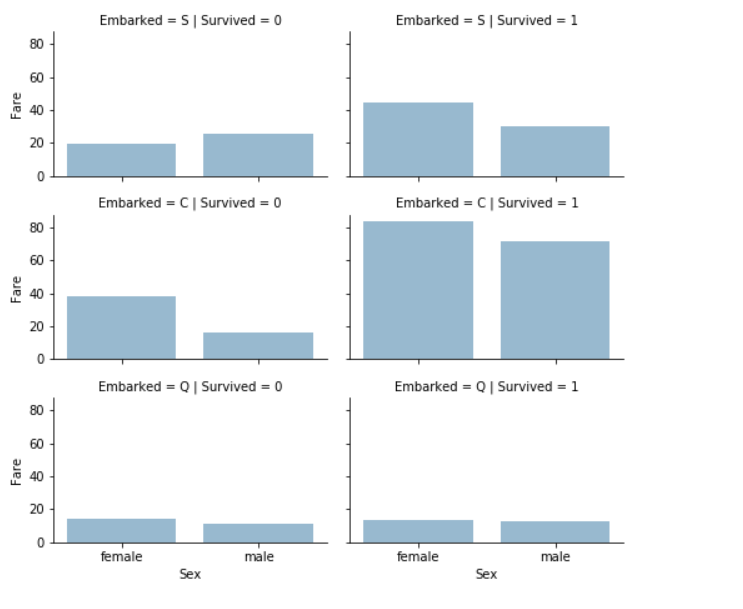 Embarked = S | Survived = 0
Embarked = S | Survived = 1
80
60
40
20
0
Fare
Embarked = C | Survived = 0
Embarked = C | Survived = 1
80
60
40
20
0
Fare
Embarked = Q | Survived = 0
Embarked = Q | Survived = 1
80
60
40
20
0
Fare
female male
female male
Sex
Sex